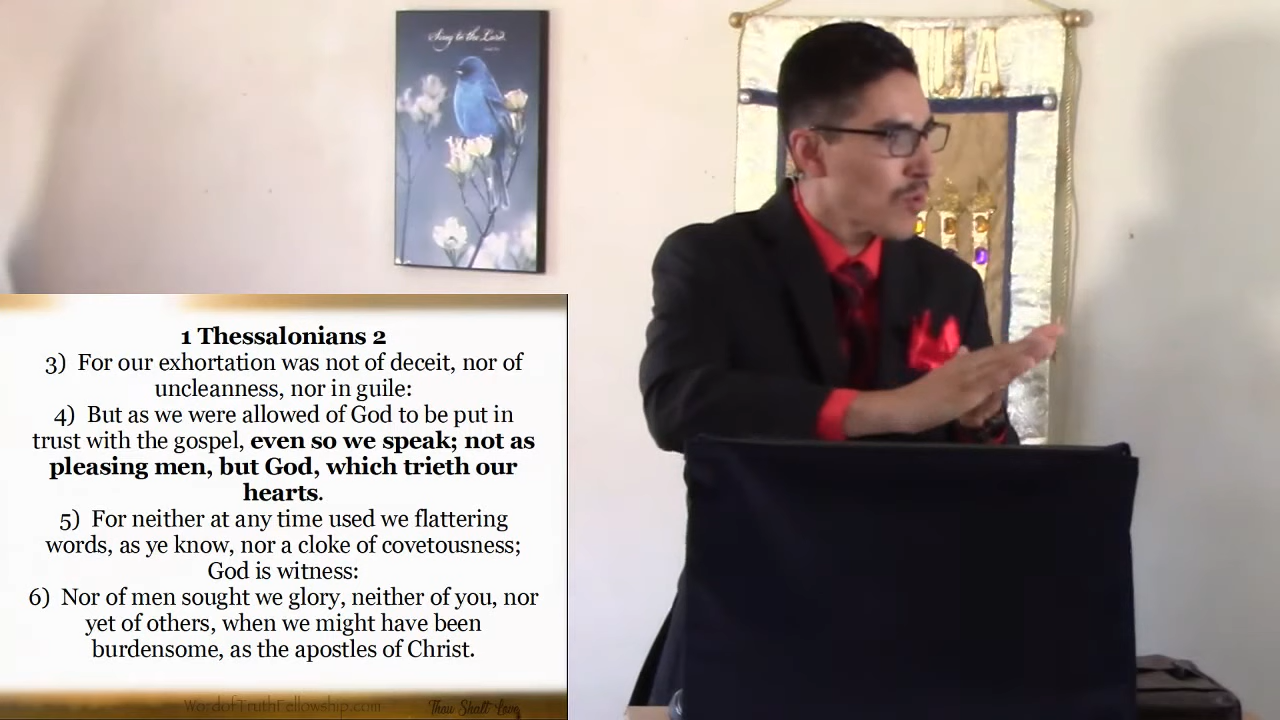 Sing to the Lord
UA
1 Thessalonians 2
3) For our exhortation was not of deceit, nor of
uncleanness, nor in guile:
4) But as we were allowed of God to be put in
trust with the gospel, even so we speak; not as
pleasing men, but God, which trieth our
hearts.
5) For neither at any time used we flattering
words, as ye know, nor a cloke of covetousness;
God is witness:
6) Nor of men sought we glory, neither of you, nor
yet of others, when we might have been
burdensome, as the apostles of Christ.
WordofTruthFellowship.com Thou Shalt Love